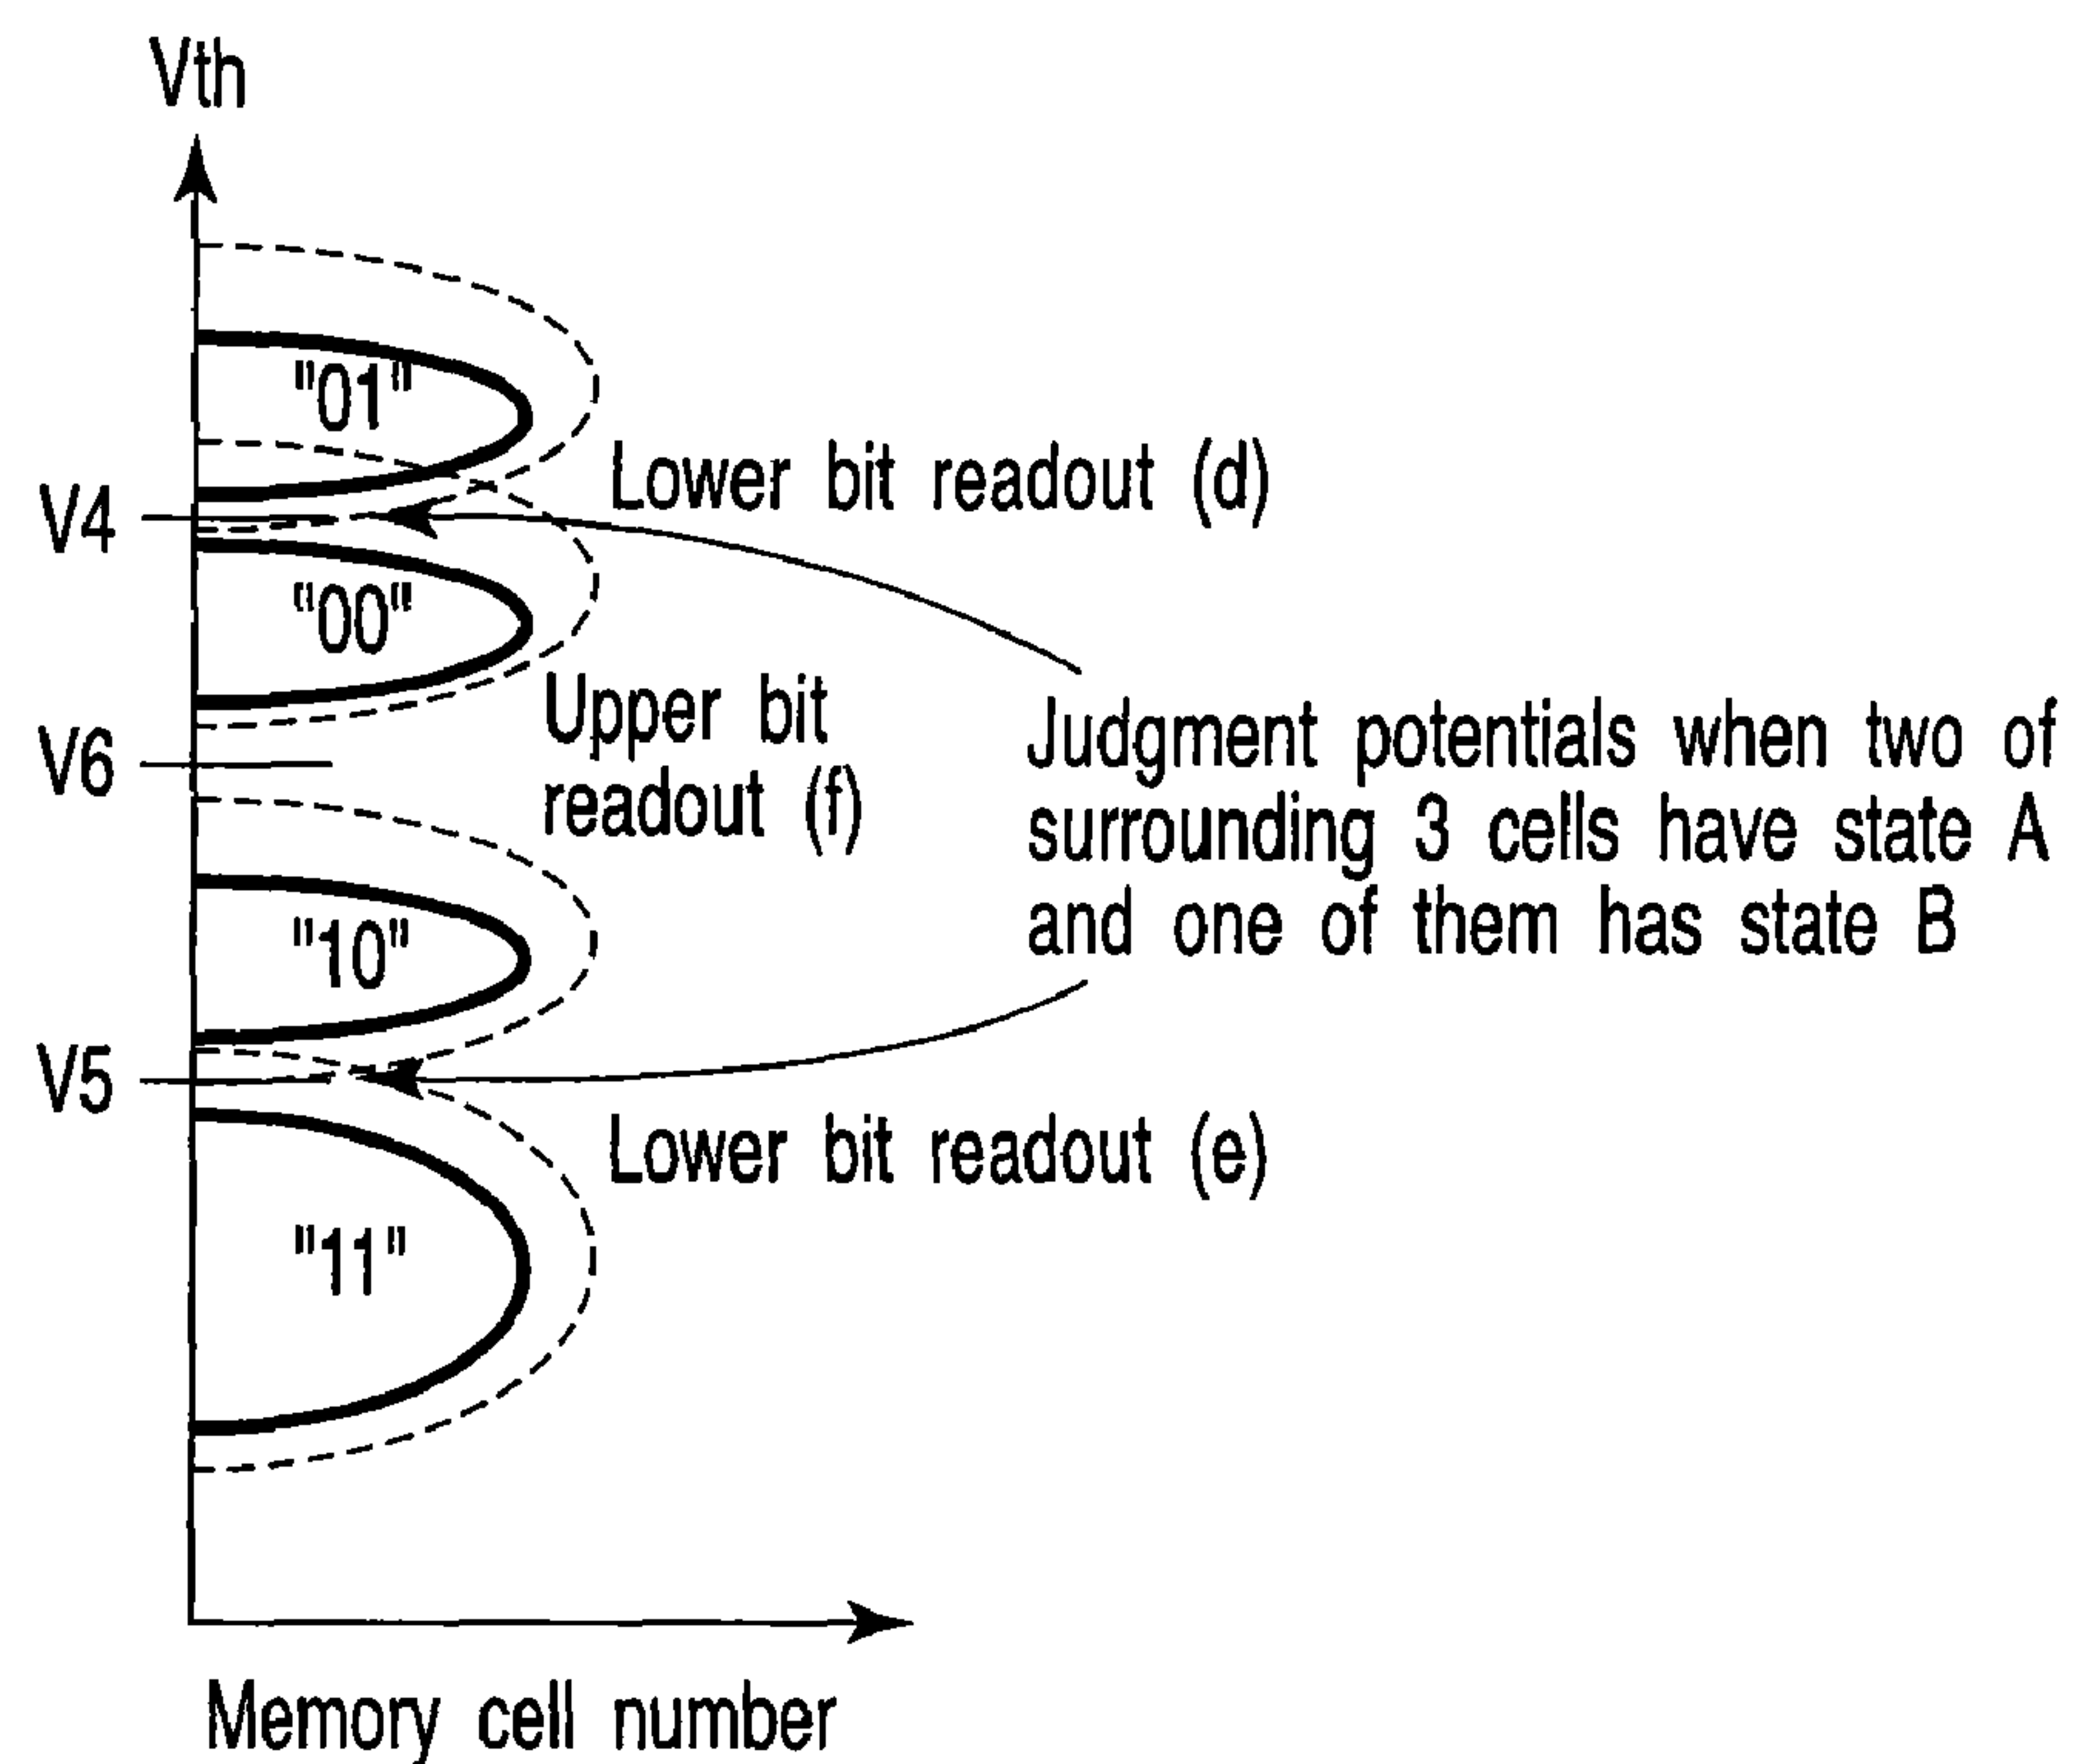 Vth
"01"
Lower bit readout (d)
V4
"00"
Upper bit
readout (f)
V6
Judgment potentials when two of
surrounding 3 cells have state A
and one of them has state B
"10"
V5
Lower bit readout (e)
"11"
Memory cell number